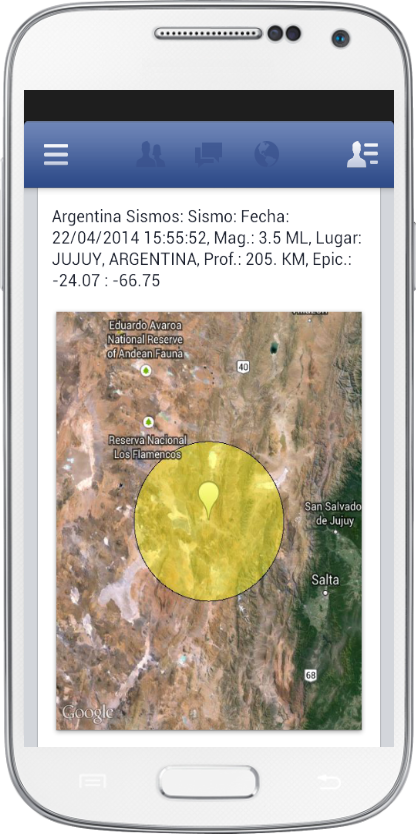 Argentina Sismos: Sismo: Fecha:
22/04/2014 15:55:52, Mag.: 3.5 ML, Lugar:
JUJUY, ARGENTINA, Prof.: 205. KM, Epic.:
-24.07 : -66.75
Eduardo Avaroa
National Reserve
of Andean Fauna
40
Reserva Nacional
Los Flamencos
San Salvado
de Jujuy
Salta
68
Google